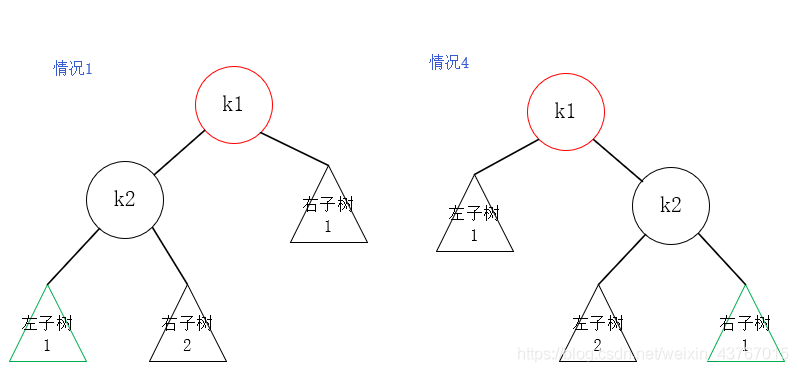 情况1
情况4
k1
k1
k2
右子树
1
左子树
1
k2
左子树
1
右子树
2
左子树
2
右子树
1
https://blog.csdn.net/weixin_43767015